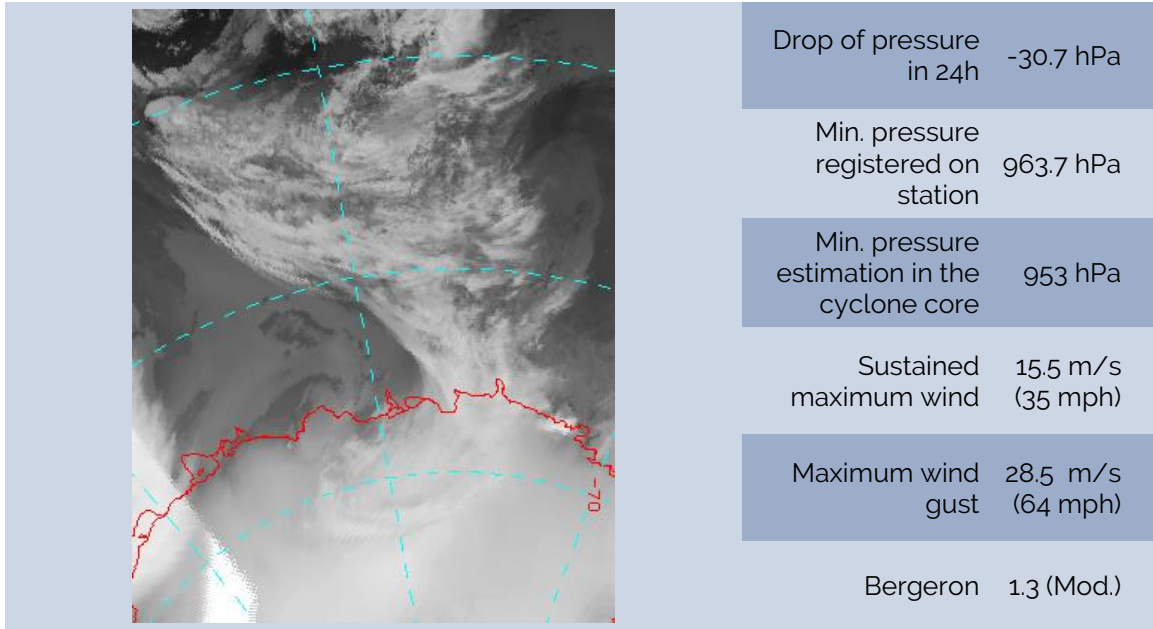 Drop of pressure
in 24h
-30.7 hPa
Min. pressure
registered on
station
963.7 hPa
Min. pressure
estimation in the
cyclone core
953 hPa
Sustained
maximum wind
15.5 m/s
(35 mph)
Maximum wind
gust
28.5 m/s
(64 mph)
Bergeron
1.3 (Mod.)
-70